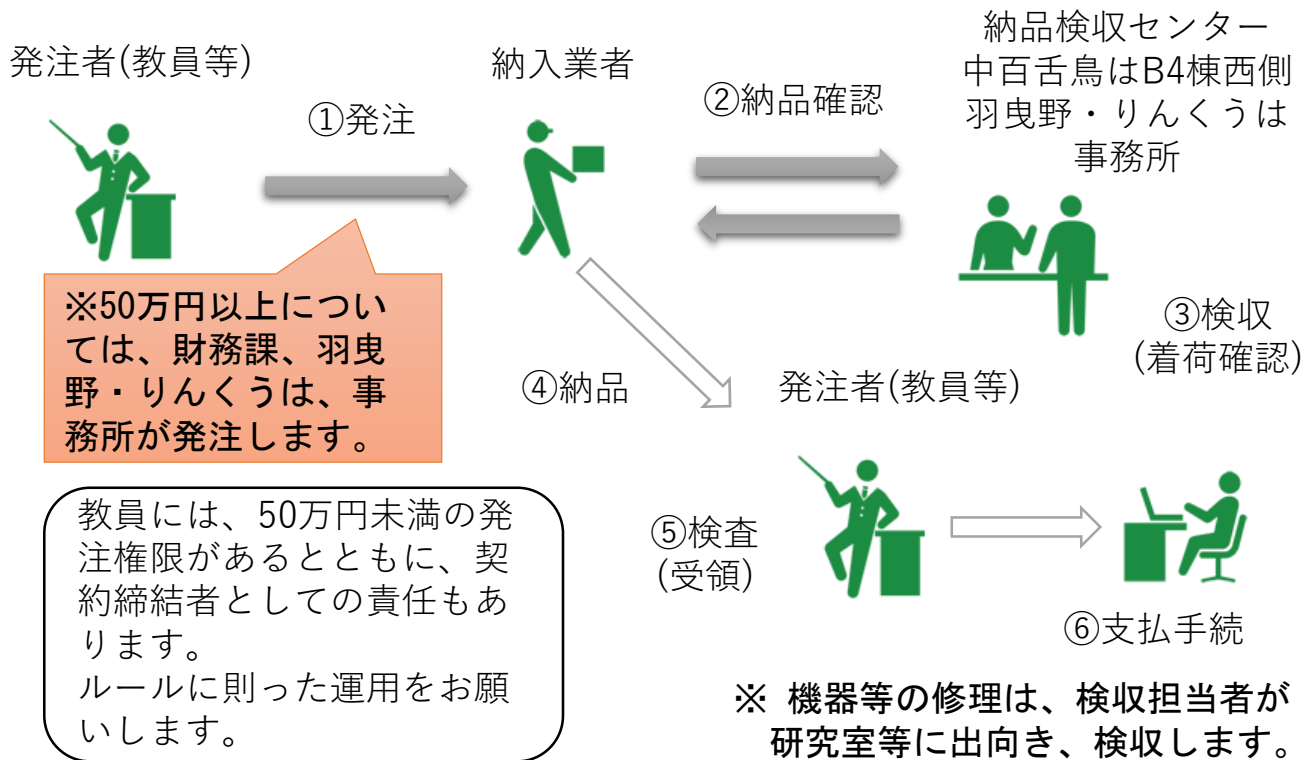 発注者(教員等)
①発注
納入業者
②納品確認
納品検収センター
中百舌鳥はB4棟西側
羽曳野・りんくうは
事務所
③検収
(着荷確認)
※50万円以上につい
ては、財務課、羽曳
野・りんくうは、事
務所が発注します。
④納品
発注者(教員等)
⑤検査
(受領)
⑥支払手続
教員には、50万円未満の発
注権限があるとともに、契
約締結者としての責任もあ
ります。
ルールに則った運用をお願
いします。
※ 機器等の修理は、検収担当者が
研究室等に出向き、検収します。